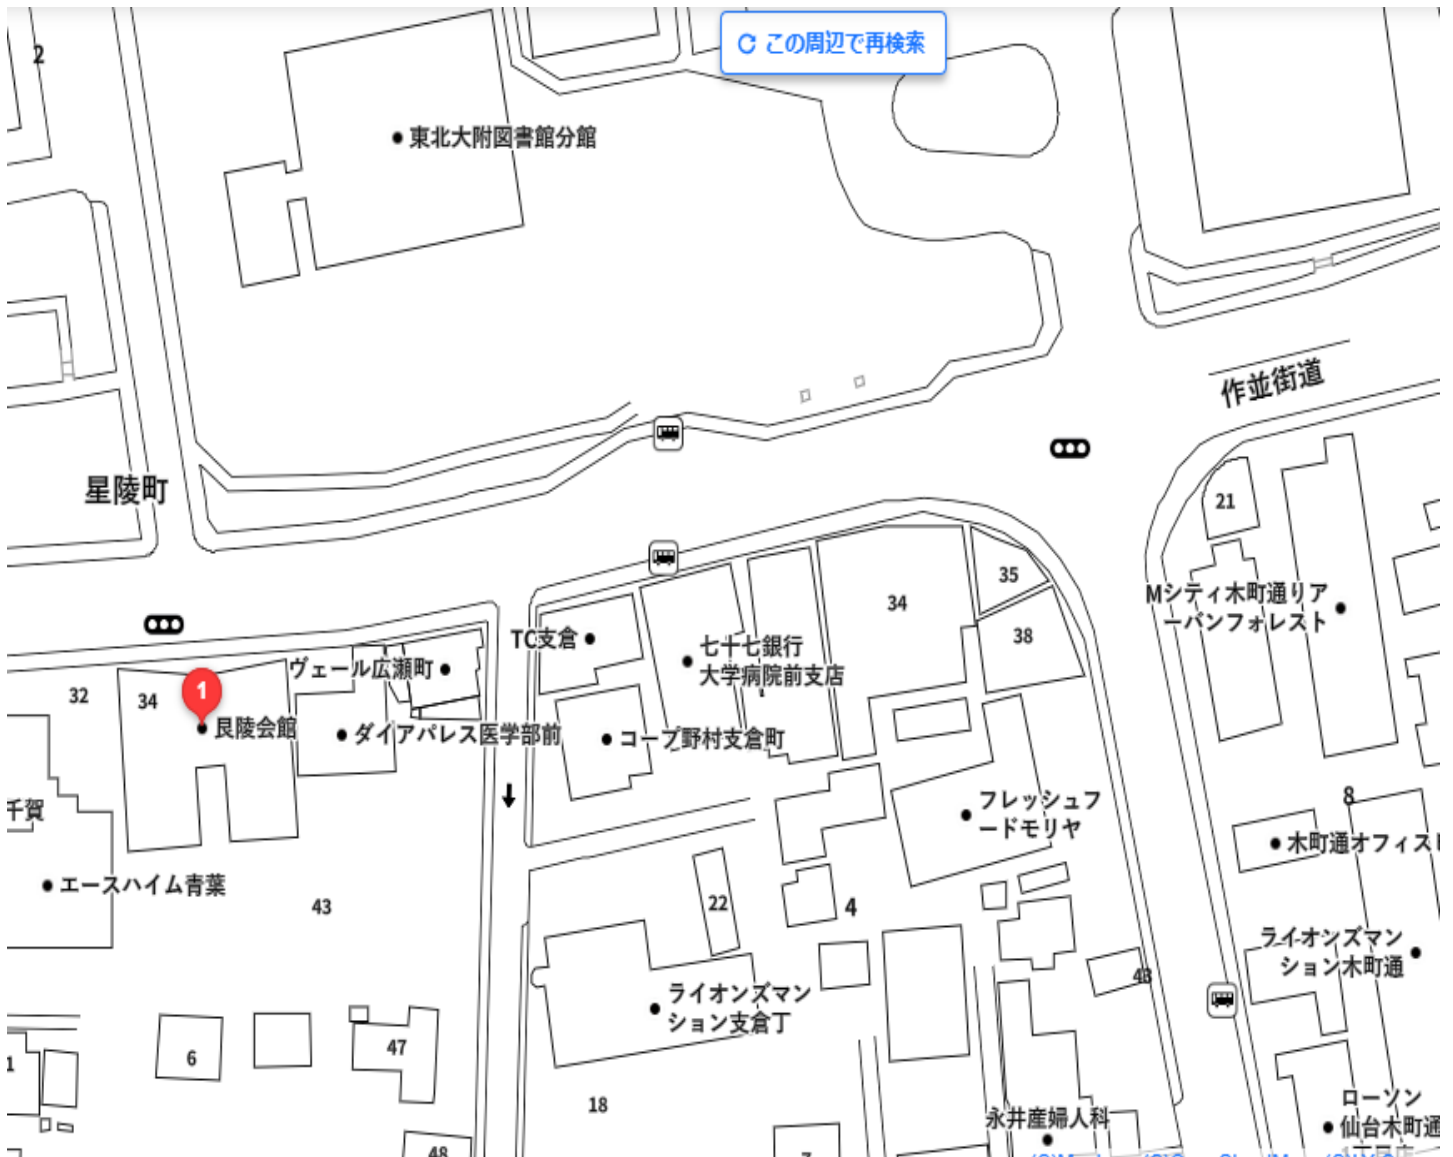 この周辺で再検索
2
東北大附図書館分館
作並街道
星陵町
21
35
34
38
Mシティ木町通リア
ーバンフォレスト
TC支倉
七十七銀行
大学病院前支店
ヴェール広瀬町
32
34
1
艮陵会館
ダイアパレス医学部前
コープ野村支倉町
千賀
フレッシュフ
ードモリヤ
8
木町通オフィス
エースハイム青葉
43
22
4
ライオンズマン
ション木町通
43
ライオンズマン
ション支倉丁
6
47
1
18
永井産婦人科
ローソン
仙台木町通
48
7